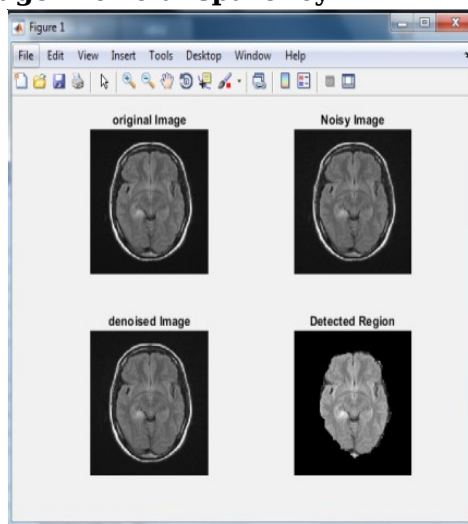 Figure 1
File Edit View Insert Tools Desktop Window Help
original Image Noisy Image
denoised Image Detected Region